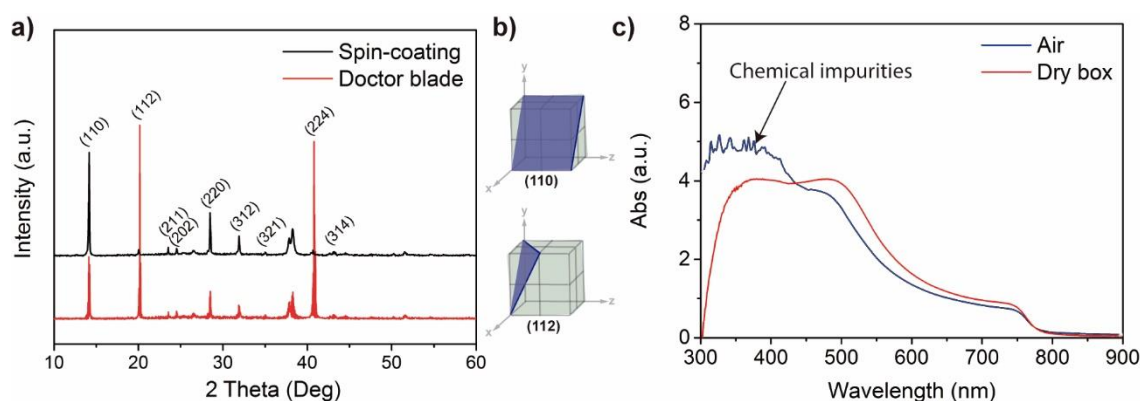 a)
Spin-coating
Doctor blade
(110)
(112)
(211)
(202)
(220)
(312)
(321)
(224)
(314)
Intensity (a.u.)
10 20 30 40 50 60
2 Theta (Deg)
b)
y
x
z
(110)
y
x
z
(112)
c)
Air
Dry box
Chemical impurities
Abs (a.u.)
8
6
4
2
0
300 400 500 600 700 800 900
Wavelength (nm)